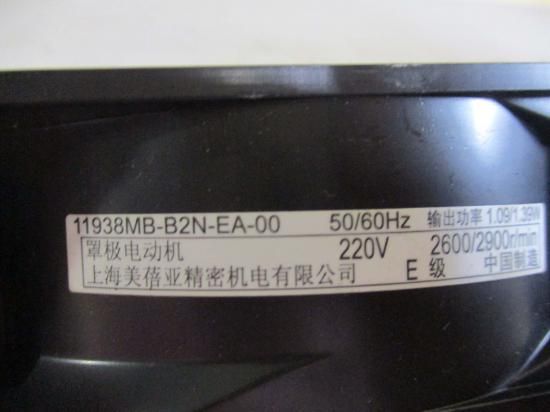 11938MB-B2N-EA-00 50/60Hz 输出功率 1.09/1.39W
罩极电动机 220V 2600/2900r/min
上海美蓓亚精密机电有限公司 E 级 中国制造